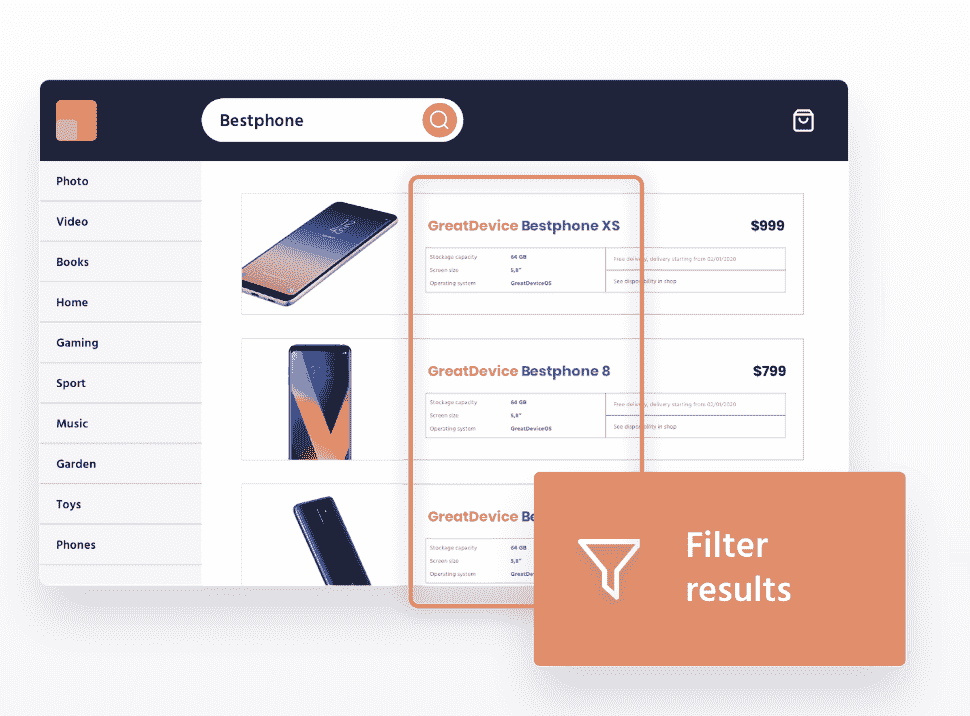 Bestphone
Photo
Video
Books
Home
Gaming
Sport
Music
Garden
Toys
Phones
GreatDevice Bestphone XS
$999
Stockage capacity 64 GB
Screen size 5,8"
Operating system GreatDeviceOS
Free delivery, delivery starting from 02/01/2020
See disponibility in shop
GreatDevice Bestphone 8
$799
Stockage capacity 64 GB
Screen size 5,8"
Operating system GreatDeviceOS
Free delivery, delivery starting from 02/01/2020
See disponibility in shop
GreatDevice Be
Stockage capacity 64 GB
Screen size 5,8"
Operating system GreatDe
Filter
results